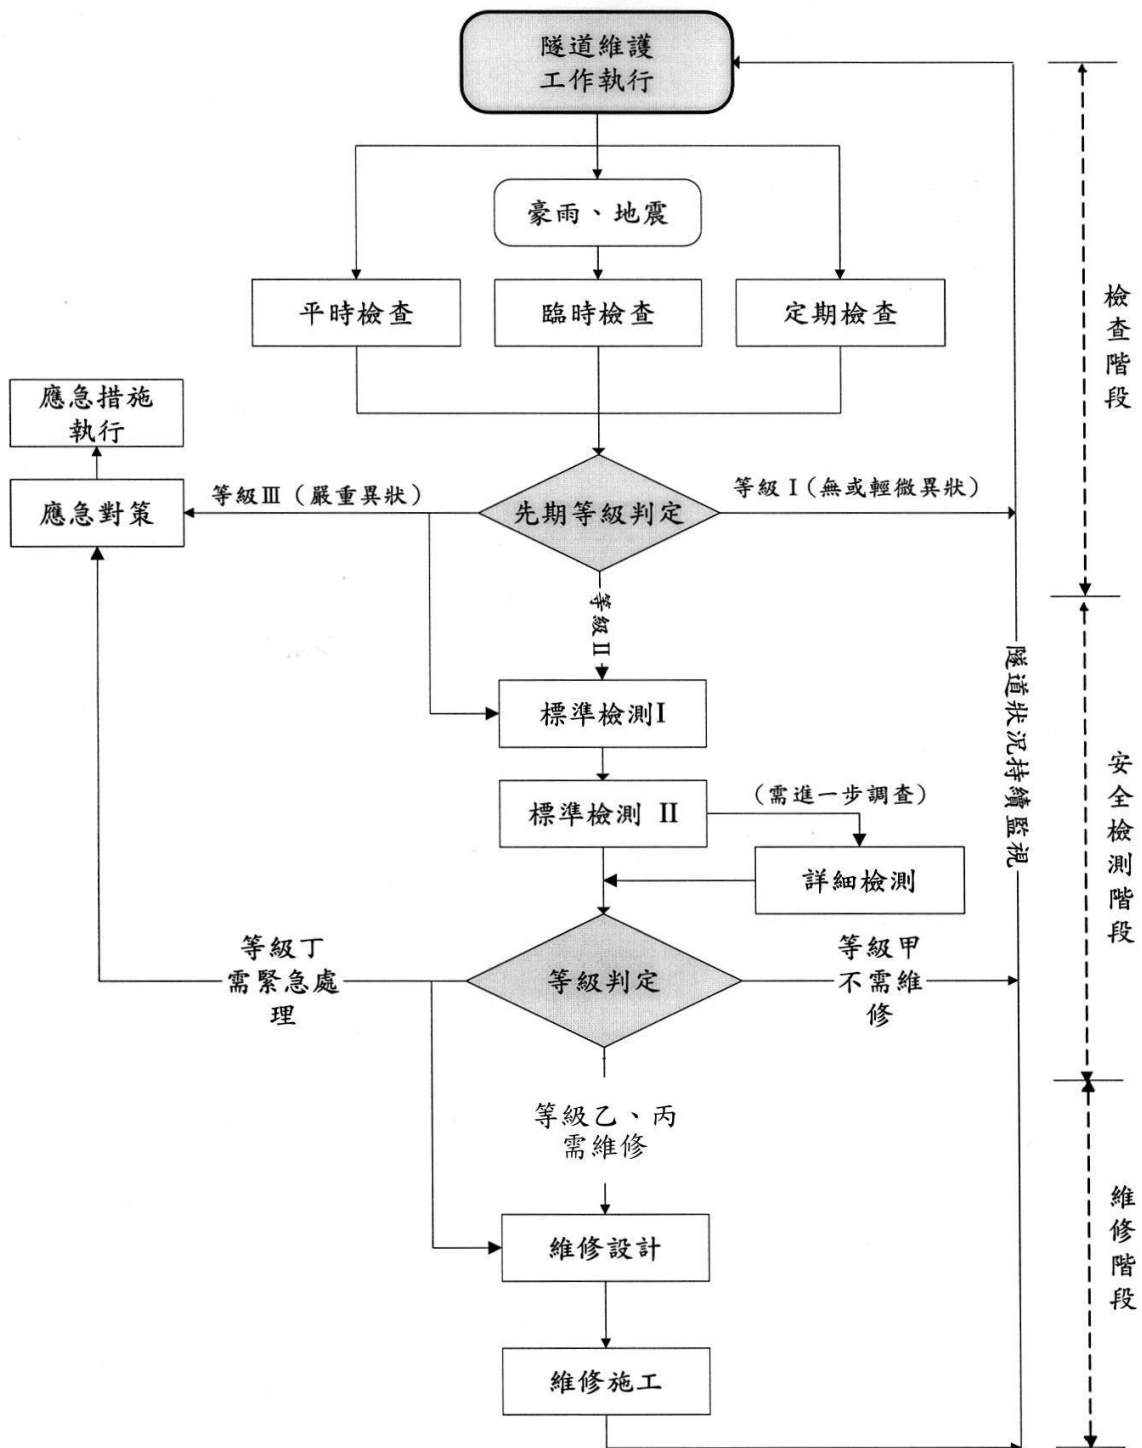 隧道維護
工作執行
豪雨、地震
平時檢查
臨時檢查
定期檢查
檢查階段
應急措施
執行
應急對策
等級Ⅲ（嚴重異狀）
先期等級判定
等級Ⅰ（無或輕微異狀）
等級Ⅱ
標準檢測Ⅰ
標準檢測 Ⅱ
（需進一步調查）
詳細檢測
隧道狀況持續監視
安全檢測階段
等級丁
需緊急處
理
等級判定
等級甲
不需維
修
等級乙、丙
需維修
維修設計
維修施工
維修階段